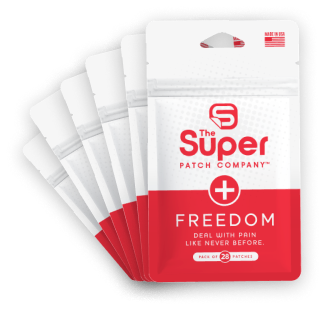 MADE IN USA
The
Super
PATCH COMPANY™
FREEDOM
DEAL WITH PAIN
LIKE NEVER BEFORE.
PACK OF 28 PATCHES